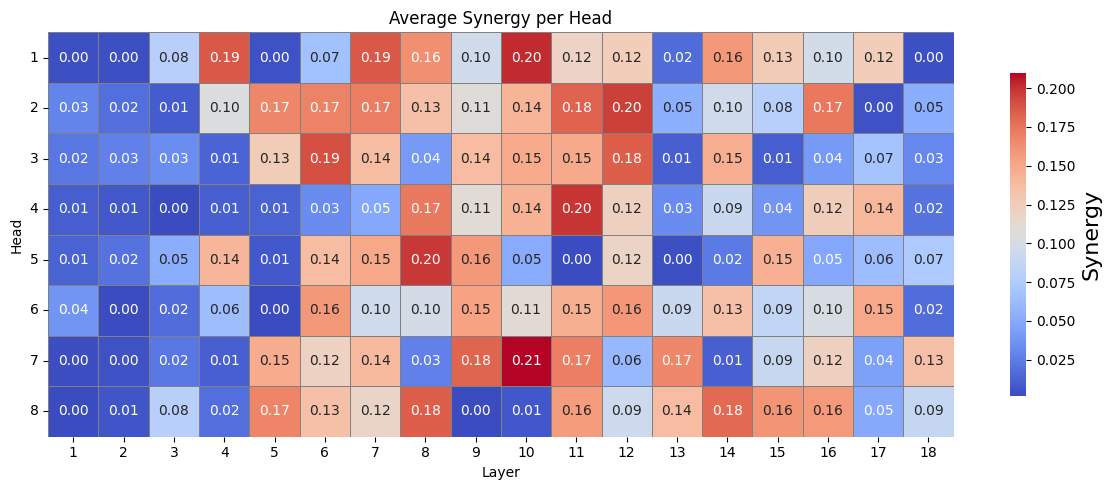 Average Synergy per Head
1 0.00 0.00 0.08 0.19 0.00 0.07 0.19 0.16 0.10 0.20 0.12 0.12 0.02 0.16 0.13 0.10 0.12 0.00
2 0.03 0.02 0.01 0.10 0.17 0.17 0.17 0.13 0.11 0.14 0.18 0.20 0.05 0.10 0.08 0.17 0.00 0.05
3 0.02 0.03 0.03 0.01 0.13 0.19 0.14 0.04 0.14 0.15 0.15 0.18 0.01 0.15 0.01 0.04 0.07 0.03
4 0.01 0.01 0.00 0.01 0.01 0.03 0.05 0.17 0.11 0.14 0.20 0.12 0.03 0.09 0.04 0.12 0.14 0.02
5 0.01 0.02 0.05 0.14 0.01 0.14 0.15 0.20 0.16 0.05 0.00 0.12 0.00 0.02 0.15 0.05 0.06 0.07
6 0.04 0.00 0.02 0.06 0.00 0.16 0.10 0.10 0.15 0.11 0.15 0.16 0.09 0.13 0.09 0.10 0.15 0.02
7 0.00 0.00 0.02 0.01 0.15 0.12 0.14 0.03 0.18 0.21 0.17 0.06 0.17 0.01 0.09 0.12 0.04 0.13
8 0.00 0.01 0.08 0.02 0.17 0.13 0.12 0.18 0.00 0.01 0.16 0.09 0.14 0.18 0.16 0.16 0.05 0.09
1 2 3 4 5 6 7 8 9 10 11 12 13 14 15 16 17 18
Layer
Head
0.200
0.175
0.150
0.125
0.100
0.075
0.050
0.025
Synergy